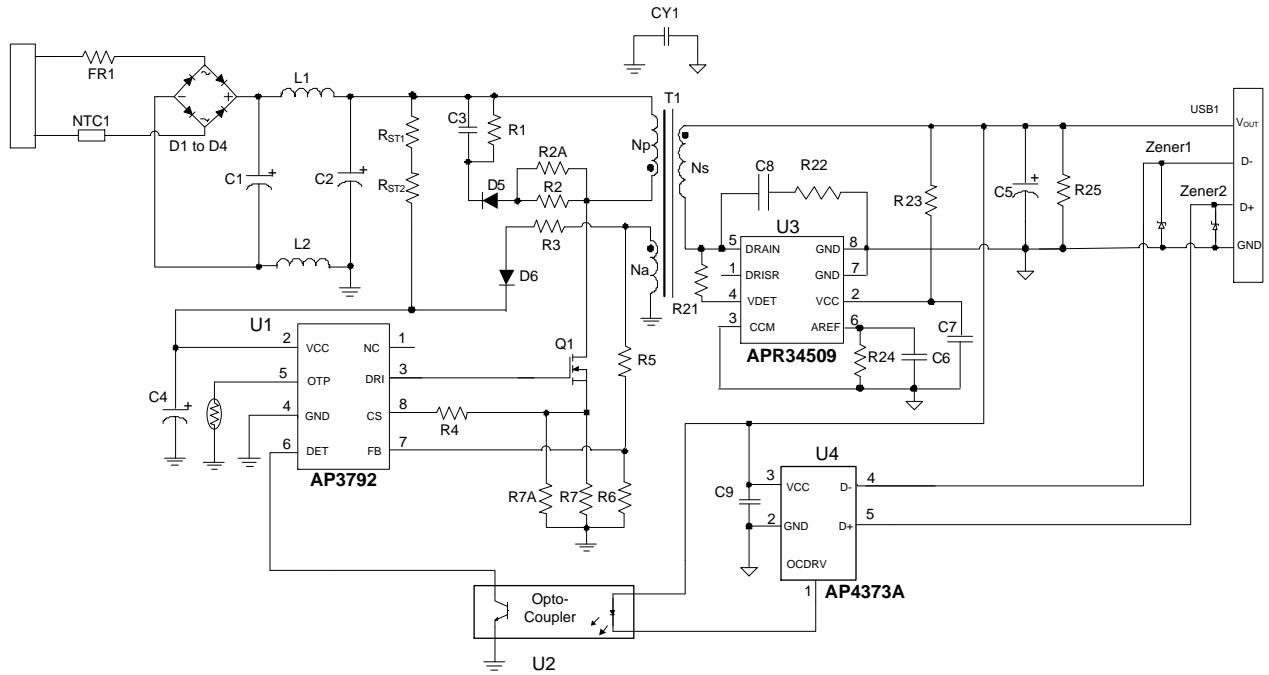 CY1
FR1
L1
T1
USB1
NTC1
~
− +
~
D1 to D4
C3
R1
Np
Ns
VOUT
Zener1
D-
RST1
R2A
C8
R22
C1
C2
RST2
D5
R2
R23
C5
R25
Zener2
D+
R3
U3
GND
L2
Na
D6
5 DRAIN GND 8
1 DRISR GND 7
R21
4 VDET VCC 2
3 CCM AREF 6
C7
R24
C6
APR34509
U1
2 VCC NC 1
Q1
R5
5 OTP DRI 3
C4
4 GND CS 8
R4
6 DET FB 7
AP3792
R7A
R7
R6
U4
C9
3 VCC D- 4
2 GND D+ 5
OCDRV
1
AP4373A
Opto-
Coupler
U2